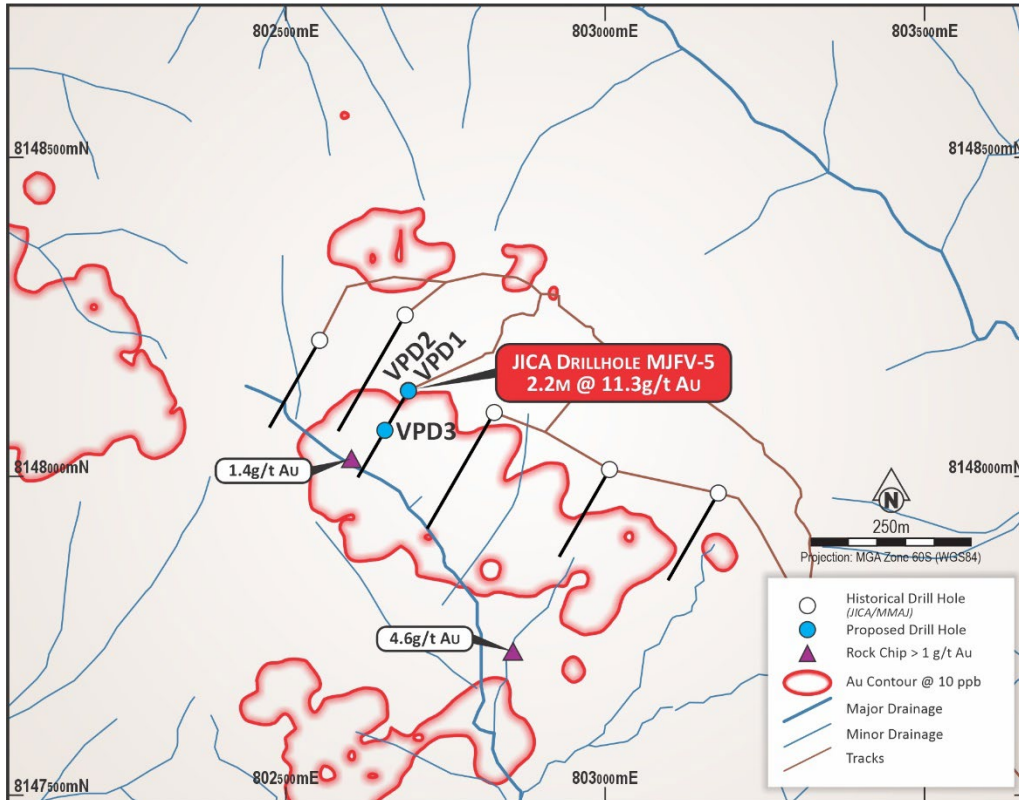 802500mE
803000mE
803500mE
8148500mN
8148500mN
VPD2
VPD1
JICA DRILLHOLE MJFV-5
2.2M @ 11.3G/T AU
VPD3
1.4G/T AU
8148000mN
8148000mN
N
250m
Projection: MGA Zone 60S (WGS84)
4.6G/T AU
Historical Drill Hole
(JICA/MMAJ)
Proposed Drill Hole
Rock Chip > 1 g/t Au
Au Contour @ 10 ppb
Major Drainage
Minor Drainage
Tracks
8147500mN
802500mE
803000mE